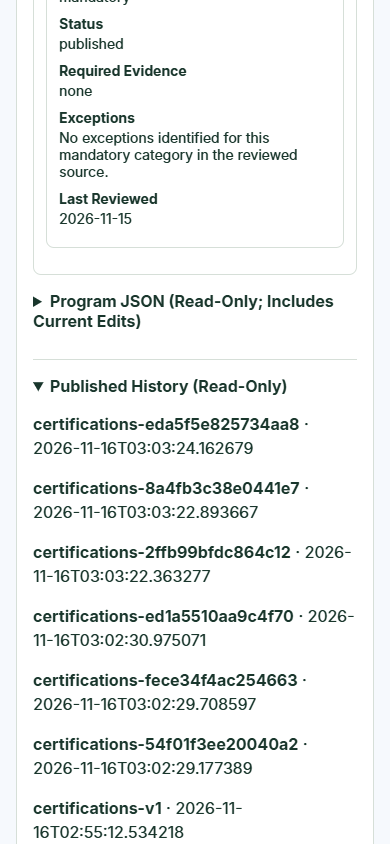 mandatory
Status
published
Required Evidence
none
Exceptions
No exceptions identified for this
mandatory category in the reviewed
source.
Last Reviewed
2026-11-15
▶ Program JSON (Read-Only; Includes
Current Edits)
▼ Published History (Read-Only)
certifications-eda5f5e825734aa8 ·
2026-11-16T03:03:24.162679
certifications-8a4fb3c38e0441e7 ·
2026-11-16T03:03:22.893667
certifications-2ffb99bfdc864c12 · 2026-
11-16T03:03:22.363277
certifications-ed1a5510aa9c4f70 · 2026-
11-16T03:02:30.975071
certifications-fece34f4ac254663 ·
2026-11-16T03:02:29.708597
certifications-54f01f3ee20040a2 ·
2026-11-16T03:02:29.177389
certifications-v1 · 2026-11-
16T02:55:12.534218